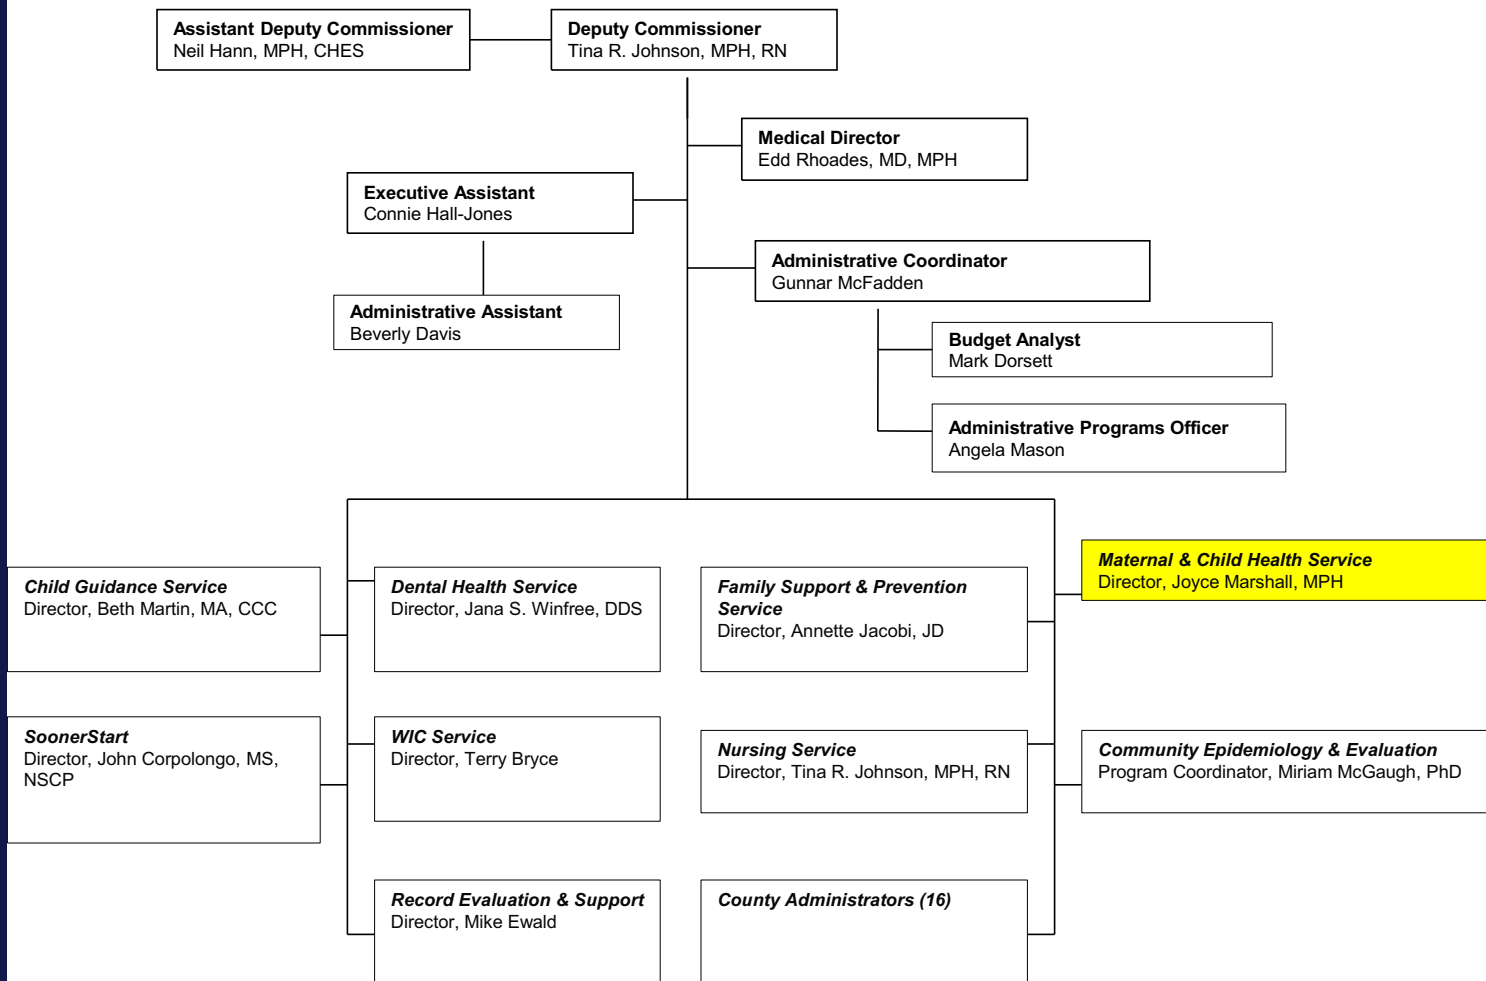 Assistant Deputy Commissioner
Neil Hann, MPH, CHES
Deputy Commissioner
Tina R. Johnson, MPH, RN
Medical Director
Edd Rhoades, MD, MPH
Executive Assistant
Connie Hall-Jones
Administrative Coordinator
Gunnar McFadden
Administrative Assistant
Beverly Davis
Budget Analyst
Mark Dorsett
Administrative Programs Officer
Angela Mason
Child Guidance Service
Director, Beth Martin, MA, CCC
Dental Health Service
Director, Jana S. Winfree, DDS
Family Support & Prevention
Service
Director, Annette Jacobi, JD
Maternal & Child Health Service
Director, Joyce Marshall, MPH
SoonerStart
Director, John Corpolongo, MS,
NSCP
WIC Service
Director, Terry Bryce
Nursing Service
Director, Tina R. Johnson, MPH, RN
Community Epidemiology & Evaluation
Program Coordinator, Miriam McGaugh, PhD
Record Evaluation & Support
Director, Mike Ewald
County Administrators (16)